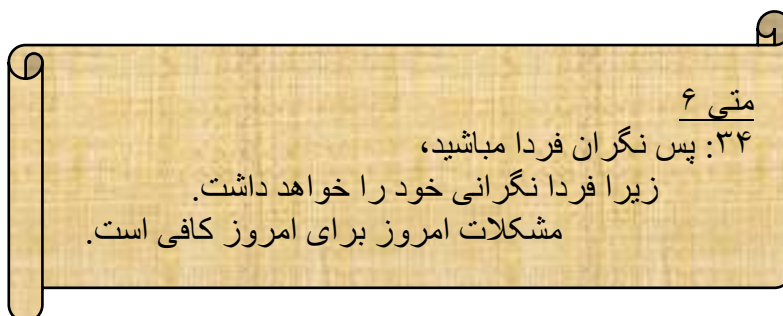 متی ۶
۳۴: پس نگران فردا مباشید،
زیرا فردا نگرانی خود را خواهد داشت.
مشکلات امروز برای امروز کافی است.